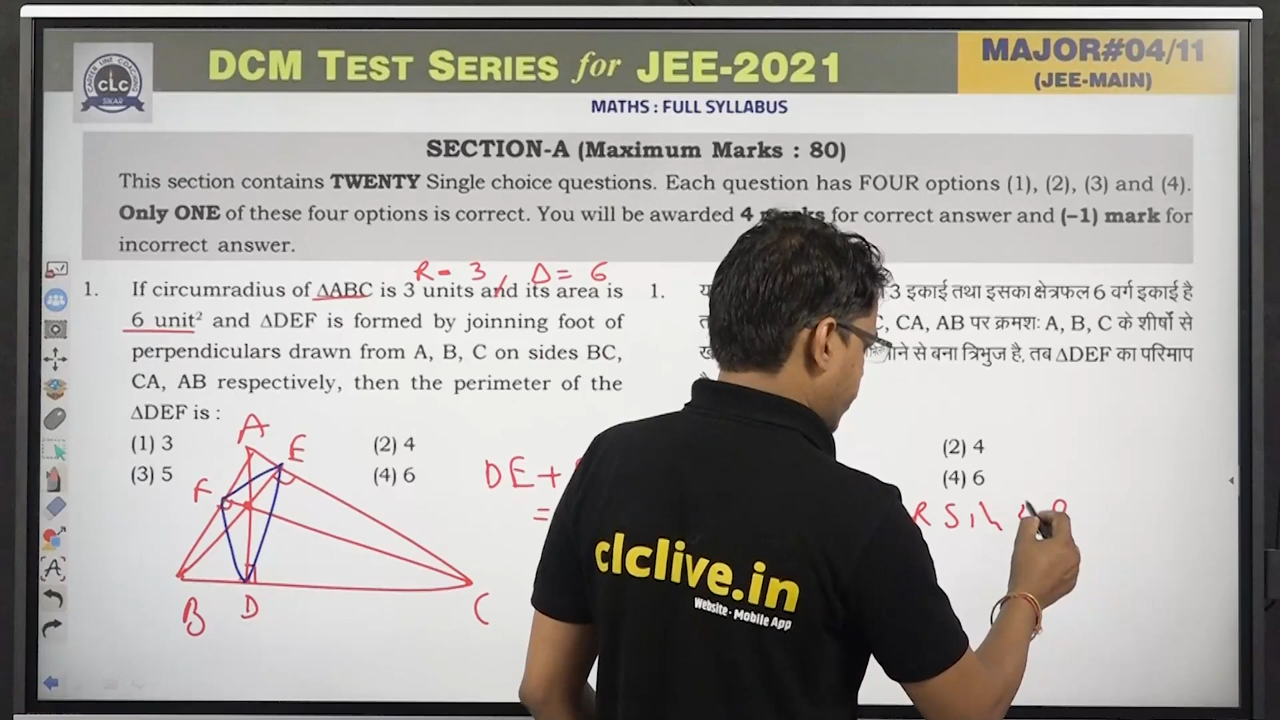 DCM TEST SERIES for JEE-2021
MAJOR#04/11
(JEE-MAIN)
CAREER LINE COACHING
CLC
SIKAR
MATHS : FULL SYLLABUS
SECTION-A (Maximum Marks : 80)
This section contains TWENTY Single choice questions. Each question has FOUR options (1), (2), (3) and (4).
Only ONE of these four options is correct. You will be awarded 4 marks for correct answer and (–1) mark for
incorrect answer.
R = 3 , Δ = 6
1. If circumradius of ΔABC is 3 units and its area is
6 unit² and ΔDEF is formed by joinning foot of
perpendiculars drawn from A, B, C on sides BC,
CA, AB respectively, then the perimeter of the
ΔDEF is :
(1) 3 (2) 4
(3) 5 (4) 6
A
E
F
B
D
C
DE+
=
1.
3 इकाई तथा इसका क्षेत्रफल 6 वर्ग इकाई है
C, CA, AB पर क्रमशः A, B, C के शीर्षों से
से बना त्रिभुज है, तब ΔDEF का परिमाप
(2) 4
(4) 6
R sin
clclive.in
Website - Mobile App